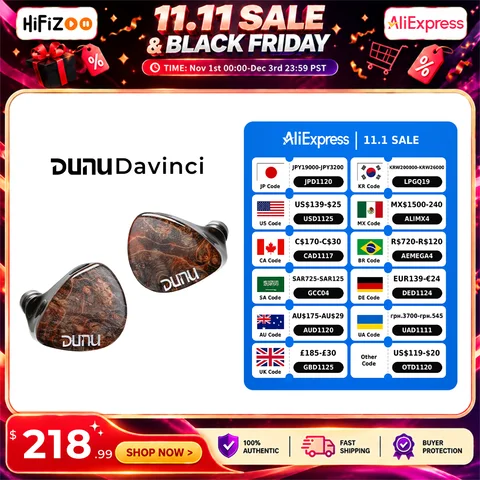 HiFiZOO
11.11 SALE
& BLACK FRIDAY
AliExpress
TIME: Nov 1st 00:00-Dec 3rd 23:59 PST
DUNU Davinci
DUNU
DUNU
AliExpress | 11.1 SALE
JP Code
JPY19000-JPY3200
JPD1120
KR Code
KRW200000-KRW26000
LPGQ19
US Code
US$139-$25
USD1125
MX Code
MX$1500-240
ALIMX4
CA Code
C$170-C$30
CAD1117
BR Code
R$720-R$120
AEMEGA4
SA Code
SAR725-SAR125
GCC04
DE Code
EUR139-€24
DED1124
AU Code
AU$175-AU$29
AUD1120
UA Code
грн.3700-грн.545
UAD1111
UK Code
£185-£30
GBD1125
Other
Code
US$119-$20
OTD1120
$218.99
SHOP NOW >
100%
AUTHENTIC
FAST
SHIPPING
BUYER
PROTECTION